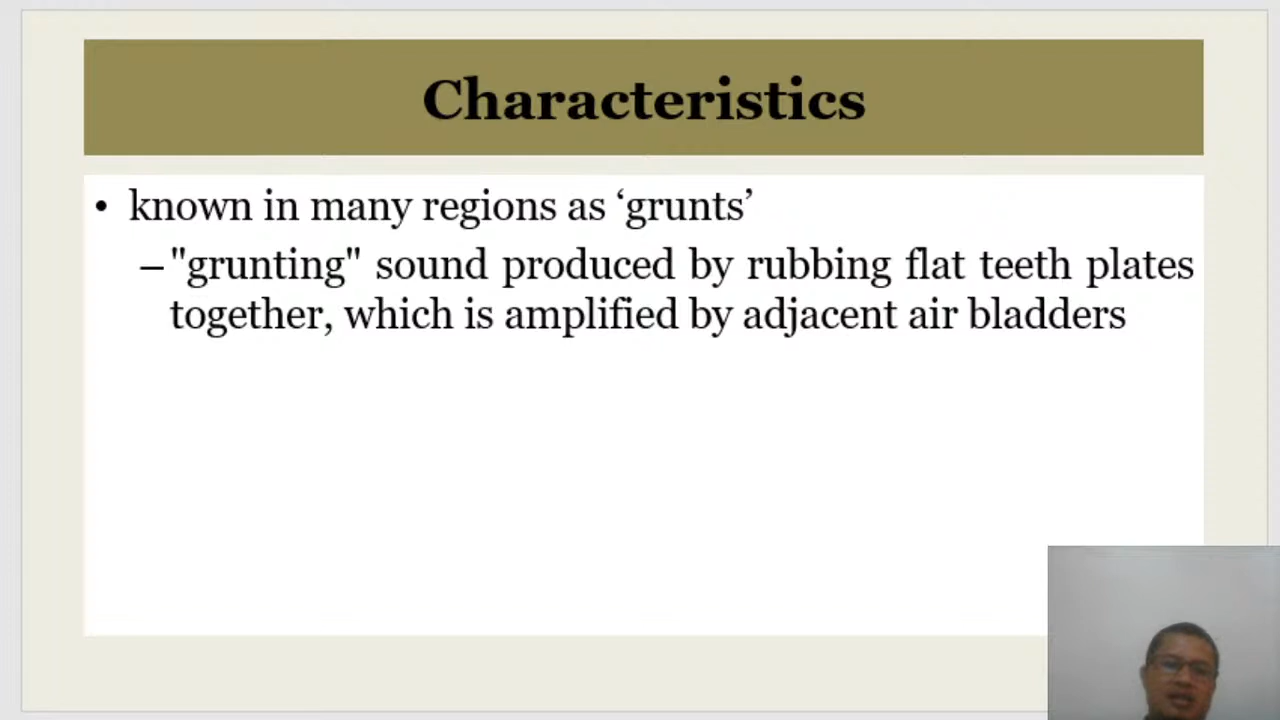 Characteristics
• known in many regions as ‘grunts’
– "grunting" sound produced by rubbing flat teeth plates
together, which is amplified by adjacent air bladders